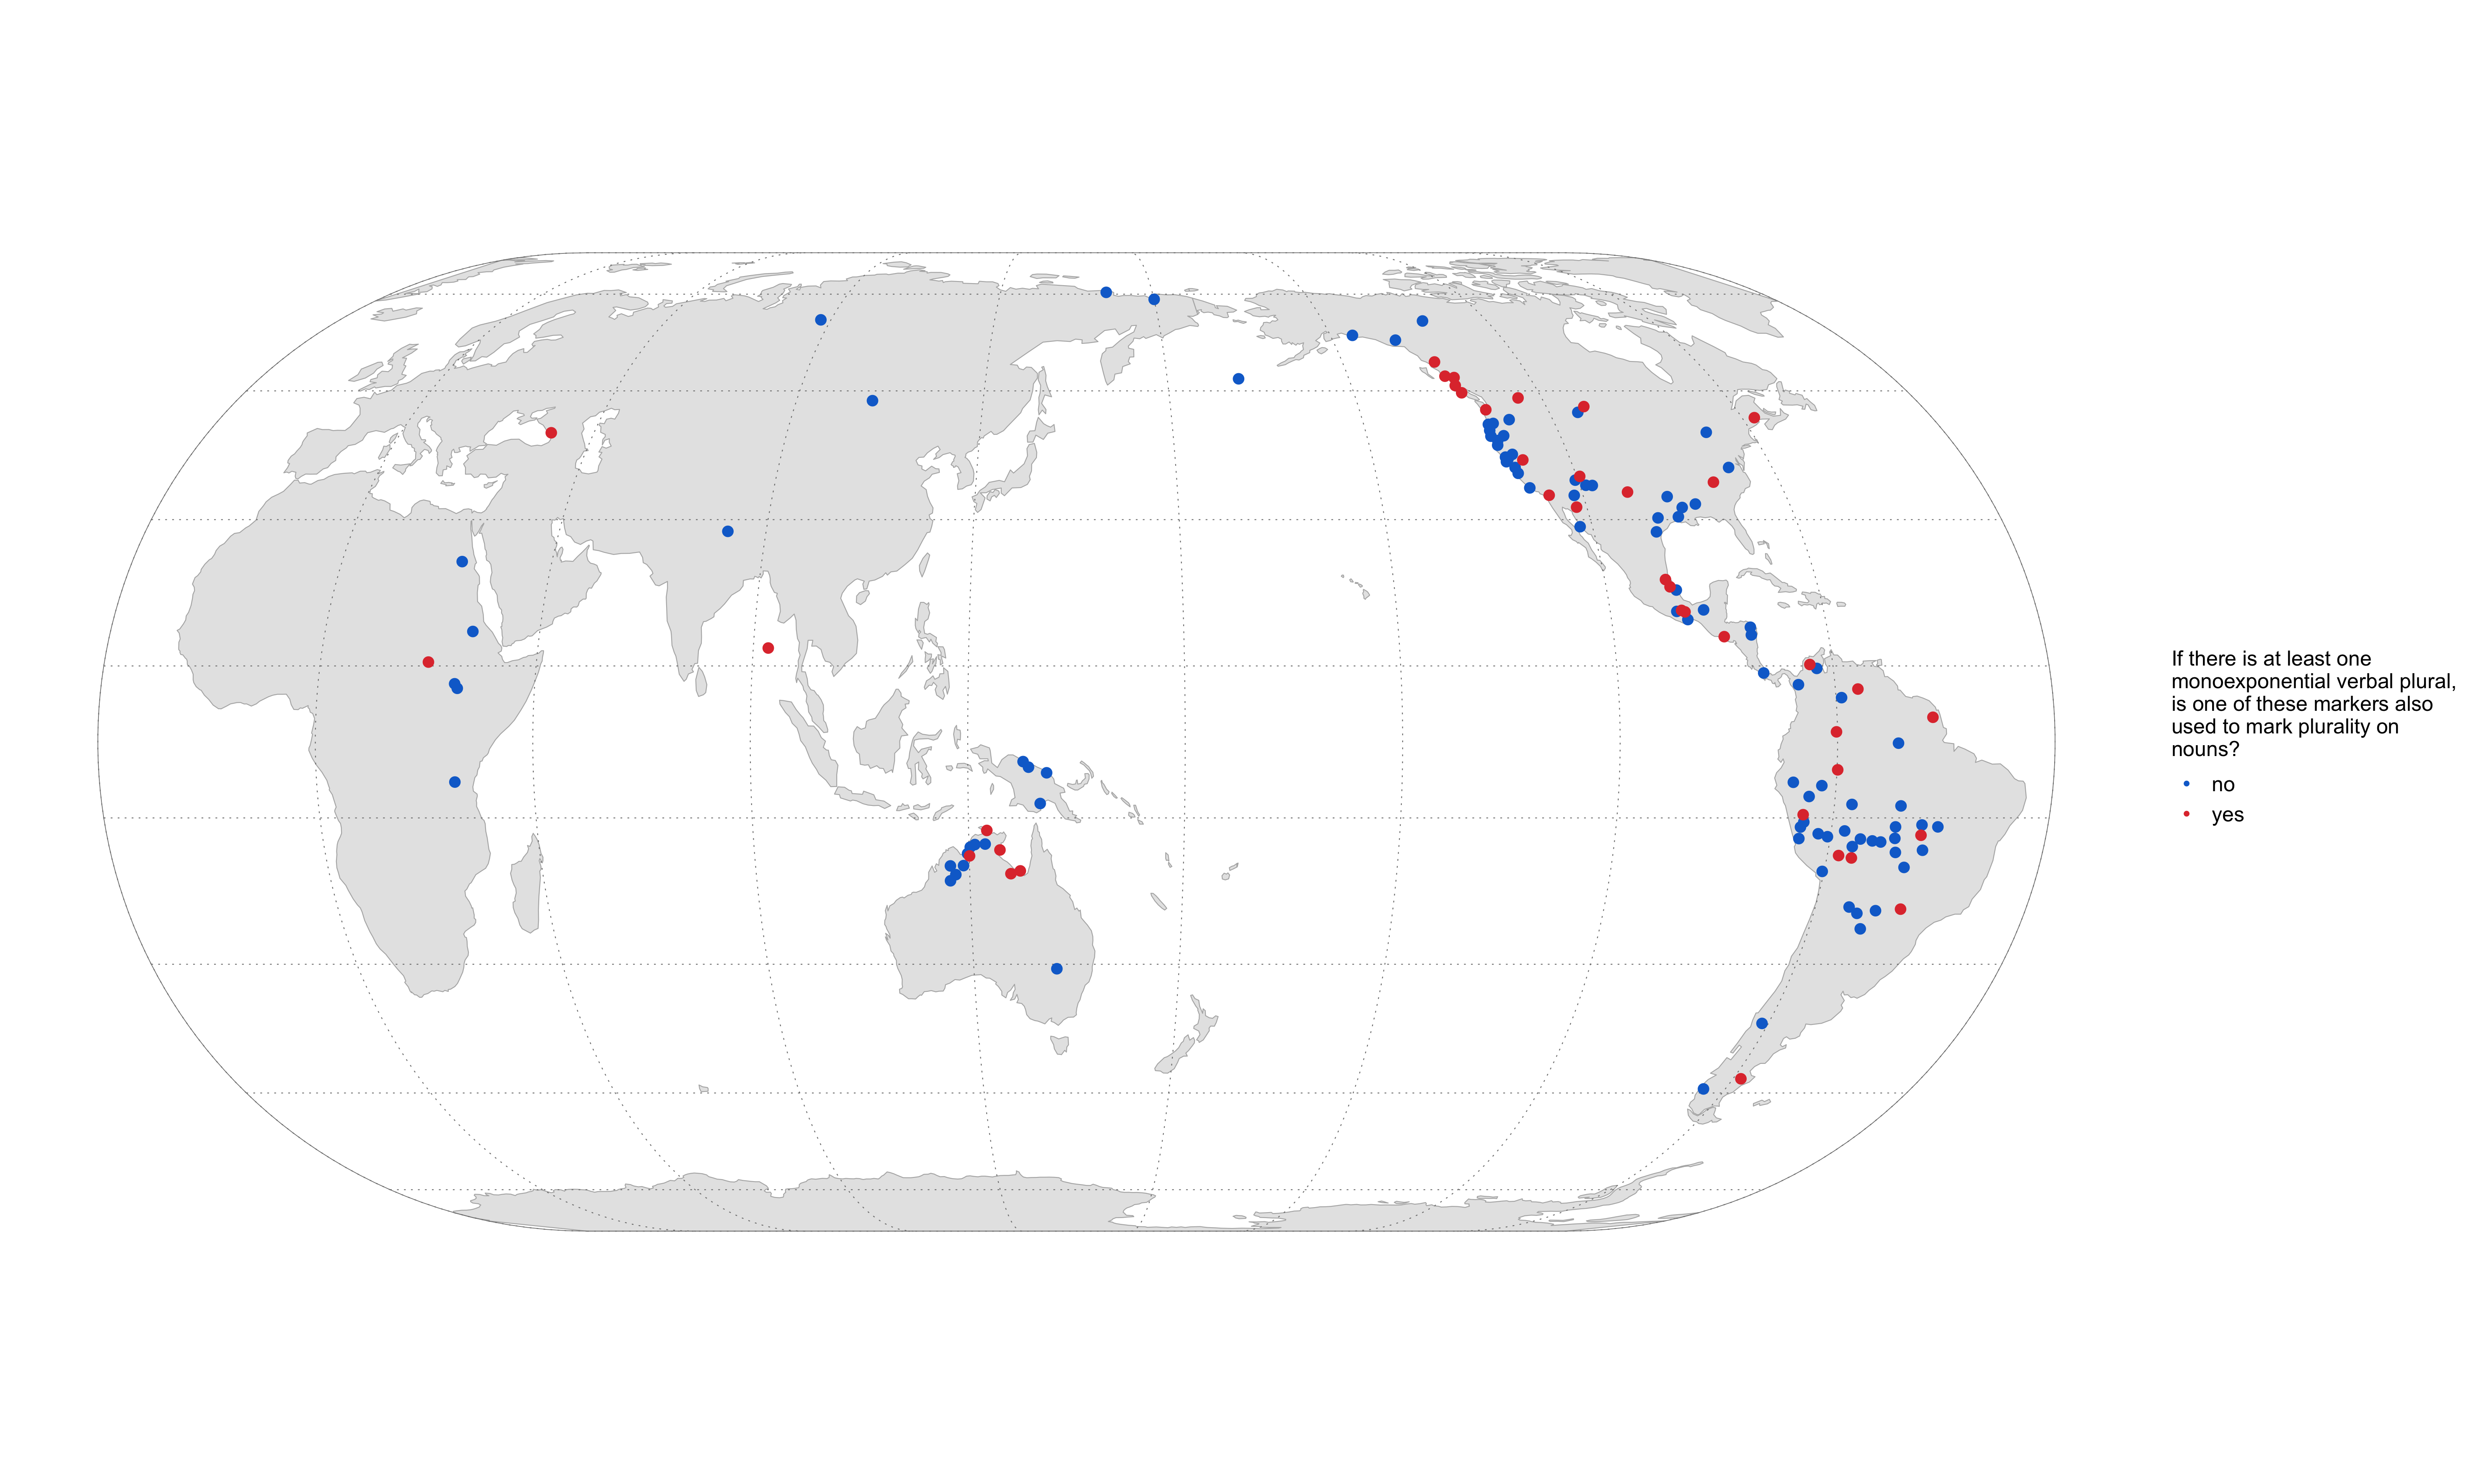 If there is at least one
monoexponential verbal plural,
is one of these markers also
used to mark plurality on
nouns?
no
yes